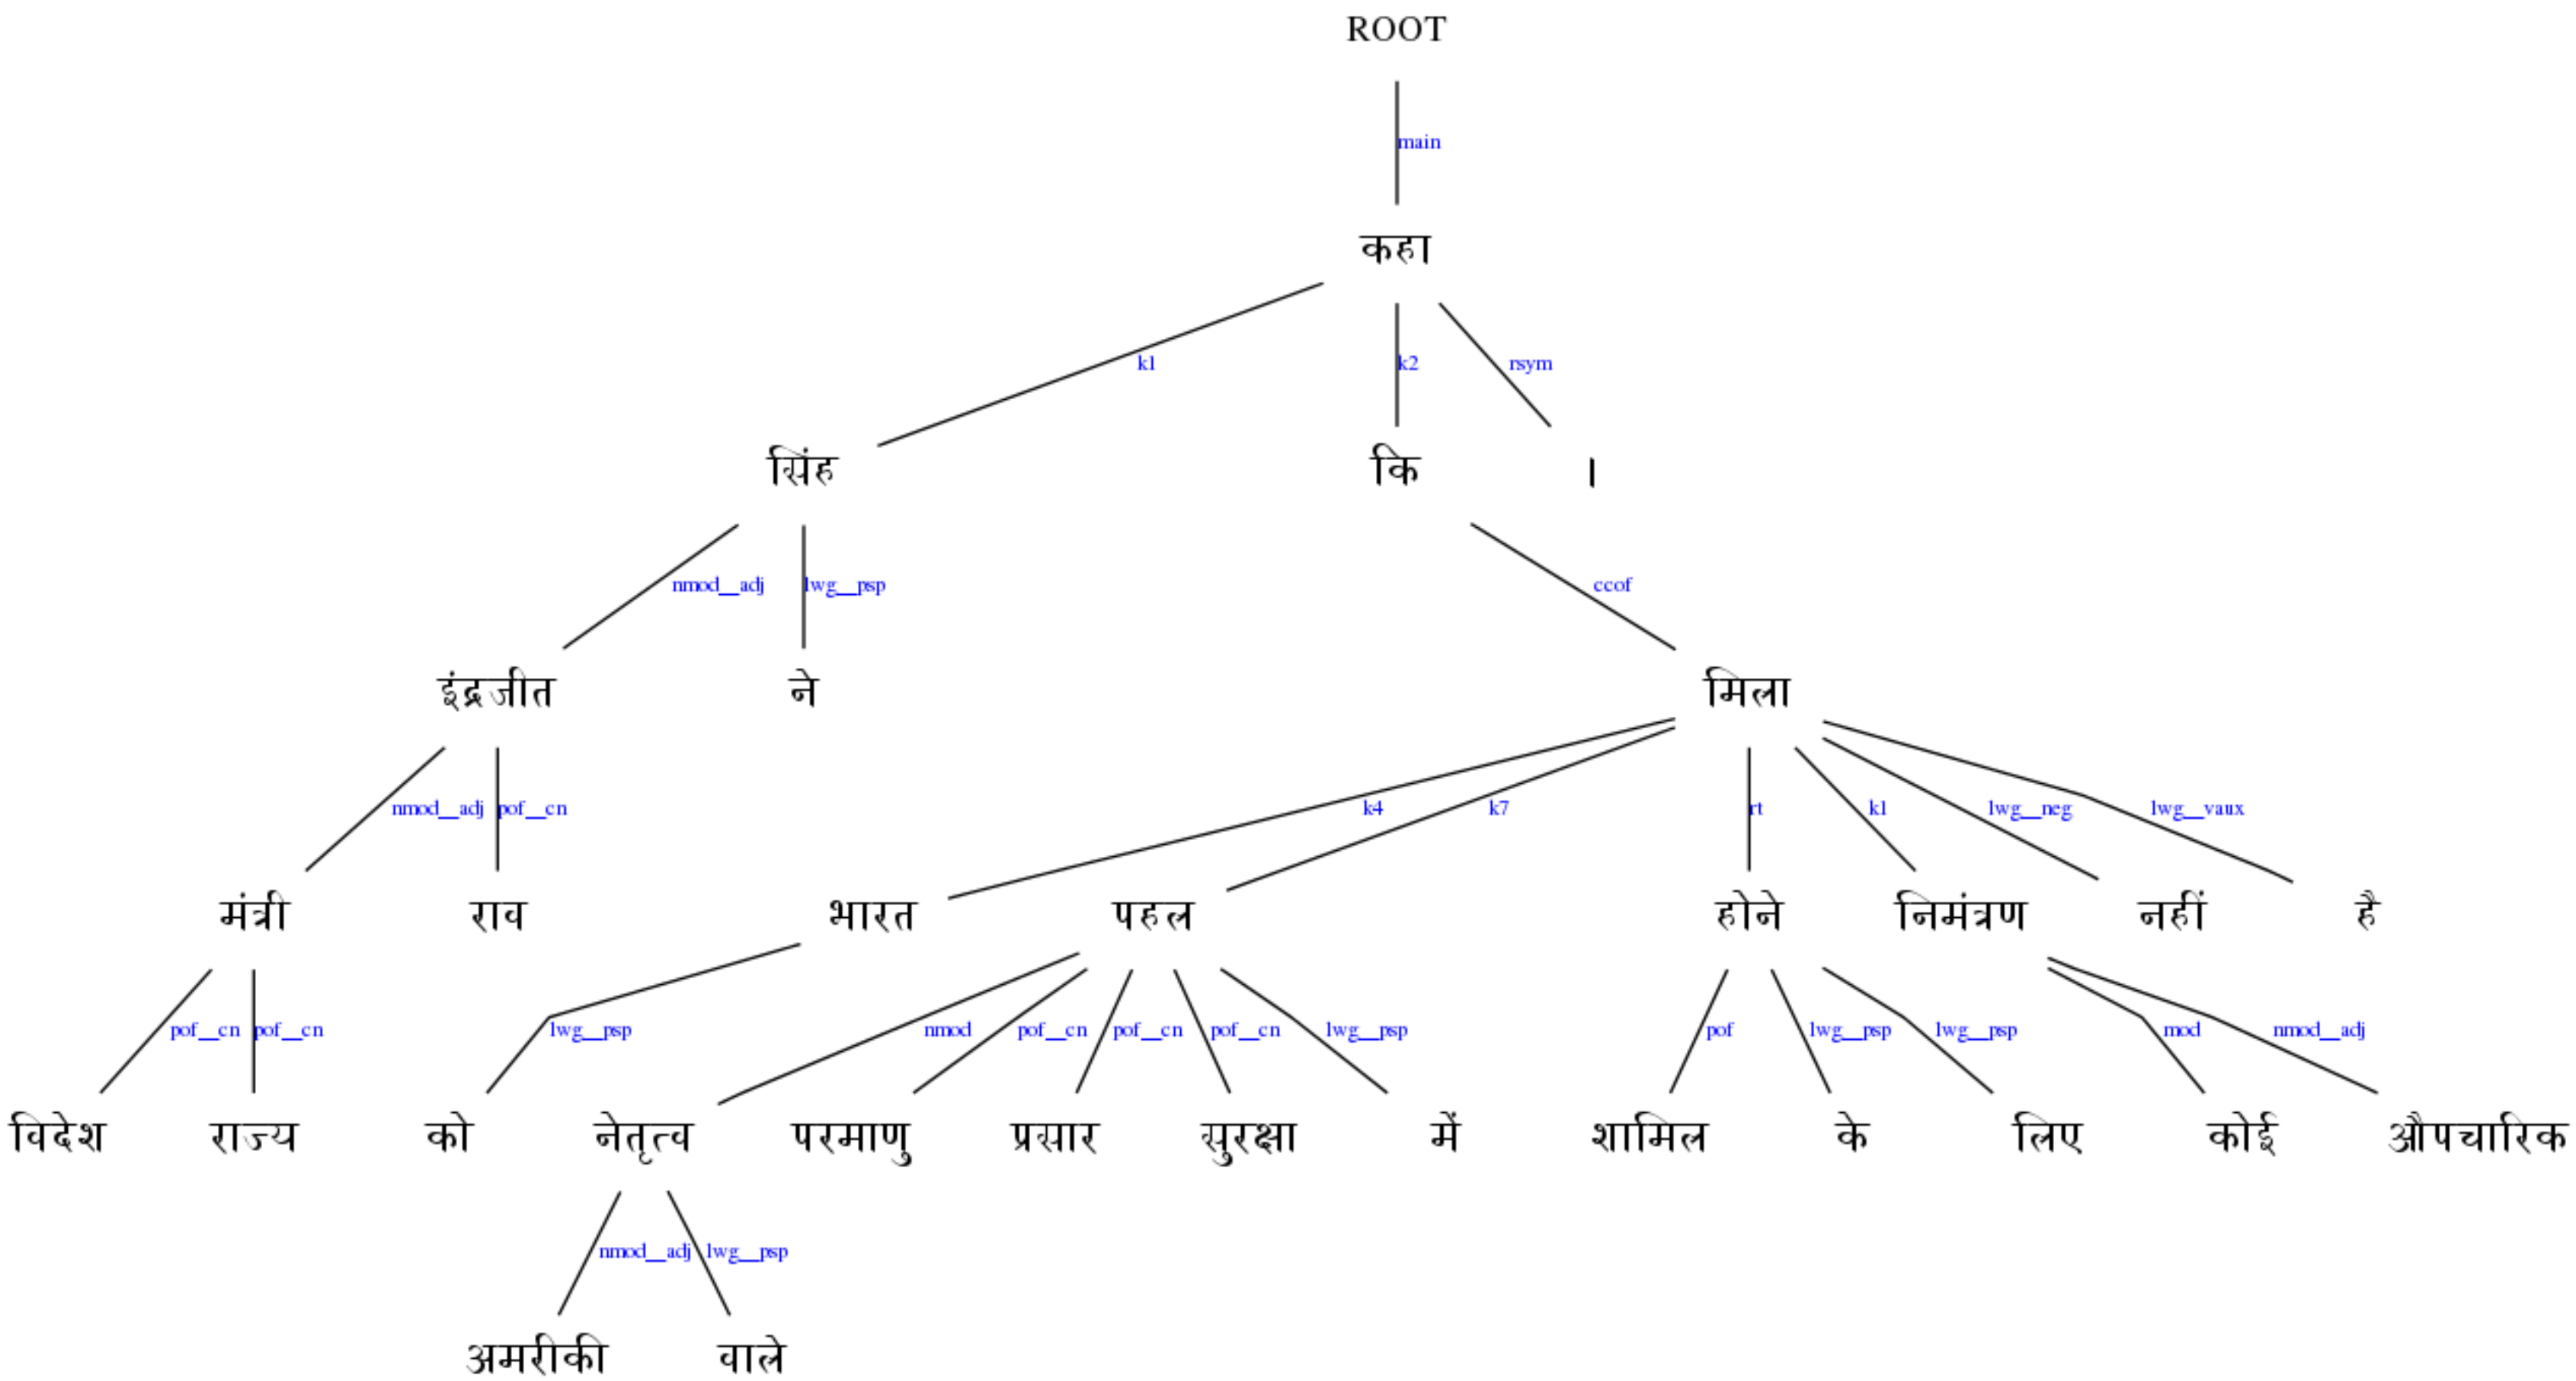 ROOT
main
कहा
k1 k2 rsym
सिंह कि ।
nmod__adj lwg__psp ccof
इंद्रजीत ने मिला
nmod__adj pof__cn k4 k7 rt k1 lwg__neg lwg__vaux
मंत्री राव भारत पहल होने निमंत्रण नहीं है
pof__cn pof__cn lwg__psp nmod pof__cn pof__cn pof__cn lwg__psp pof lwg__psp lwg__psp mod nmod__adj
विदेश राज्य को नेतृत्व परमाणु प्रसार सुरक्षा में शामिल के लिए कोई औपचारिक
nmod__adj lwg__psp
अमरीकी वाले